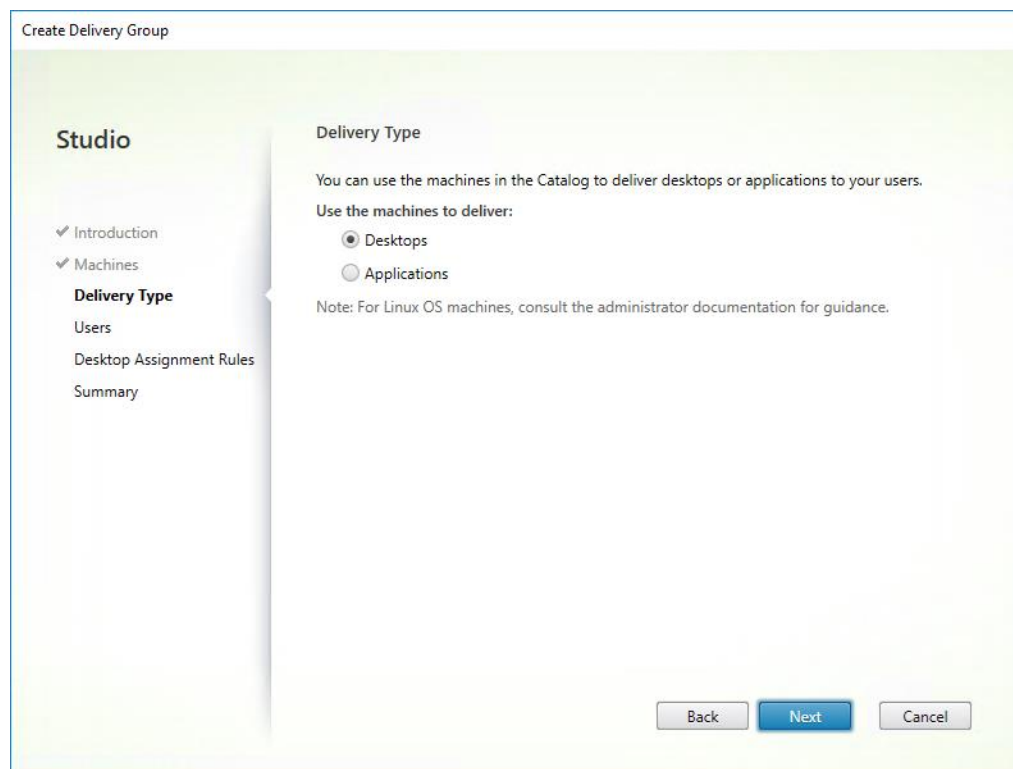 Create Delivery Group
Studio
Introduction
Machines
Delivery Type
Users
Desktop Assignment Rules
Summary
Delivery Type
You can use the machines in the Catalog to deliver desktops or applications to your users.
Use the machines to deliver:
Desktops
Applications
Note: For Linux OS machines, consult the administrator documentation for guidance.
Back
Next
Cancel